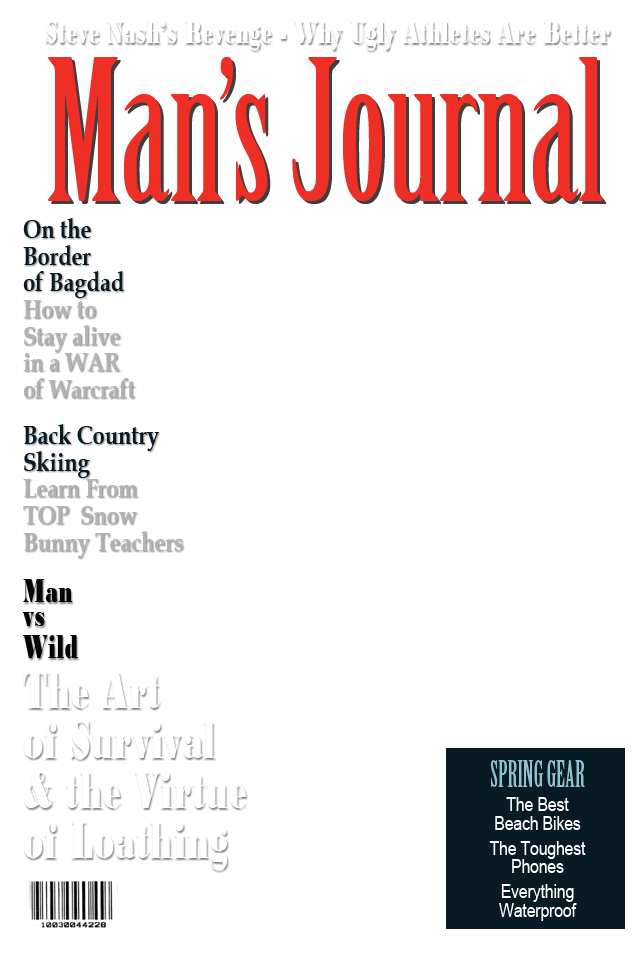 Steve Nash's Revenge - Why Ugly Athletes Are Better
Man's Journal
On the
Border
of Bagdad
How to
Stay alive
in a WAR
of Warcraft
Back Country
Skiing
Learn From
TOP Snow
Bunny Teachers
Man
vs
Wild
The Art
of Survival
& the Virtue
of Loathing
SPRING GEAR
The Best
Beach Bikes
The Toughest
Phones
Everything
Waterproof
10030044228